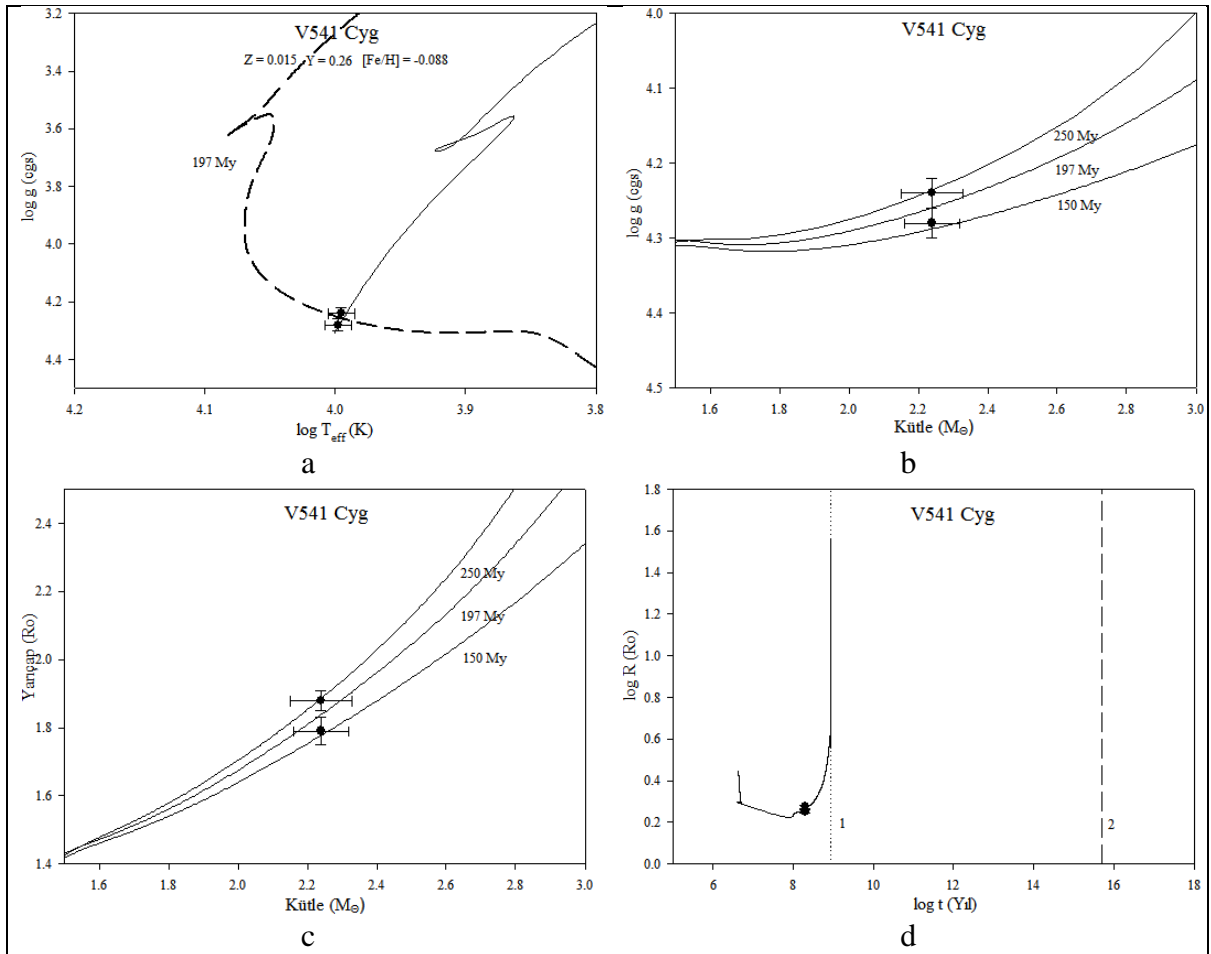 V541 Cyg
Z = 0.015 Y = 0.26 [Fe/H] = -0.088
197 My
log g (cgs)
3.2
3.4
3.6
3.8
4.0
4.2
4.4
4.2 4.1 4.0 3.9 3.8
log T_eff (K)
a
V541 Cyg
250 My
197 My
150 My
log g (cgs)
4.0
4.1
4.2
4.3
4.4
4.5
1.6 1.8 2.0 2.2 2.4 2.6 2.8 3.0
Kütle (M⊙)
b
V541 Cyg
250 My
197 My
150 My
Yarıçap (Ro)
2.4
2.2
2.0
1.8
1.6
1.4
1.6 1.8 2.0 2.2 2.4 2.6 2.8 3.0
Kütle (M⊙)
c
V541 Cyg
1
2
log R (Ro)
1.8
1.6
1.4
1.2
1.0
0.8
0.6
0.4
0.2
0.0
6 8 10 12 14 16 18
log t (Yıl)
d